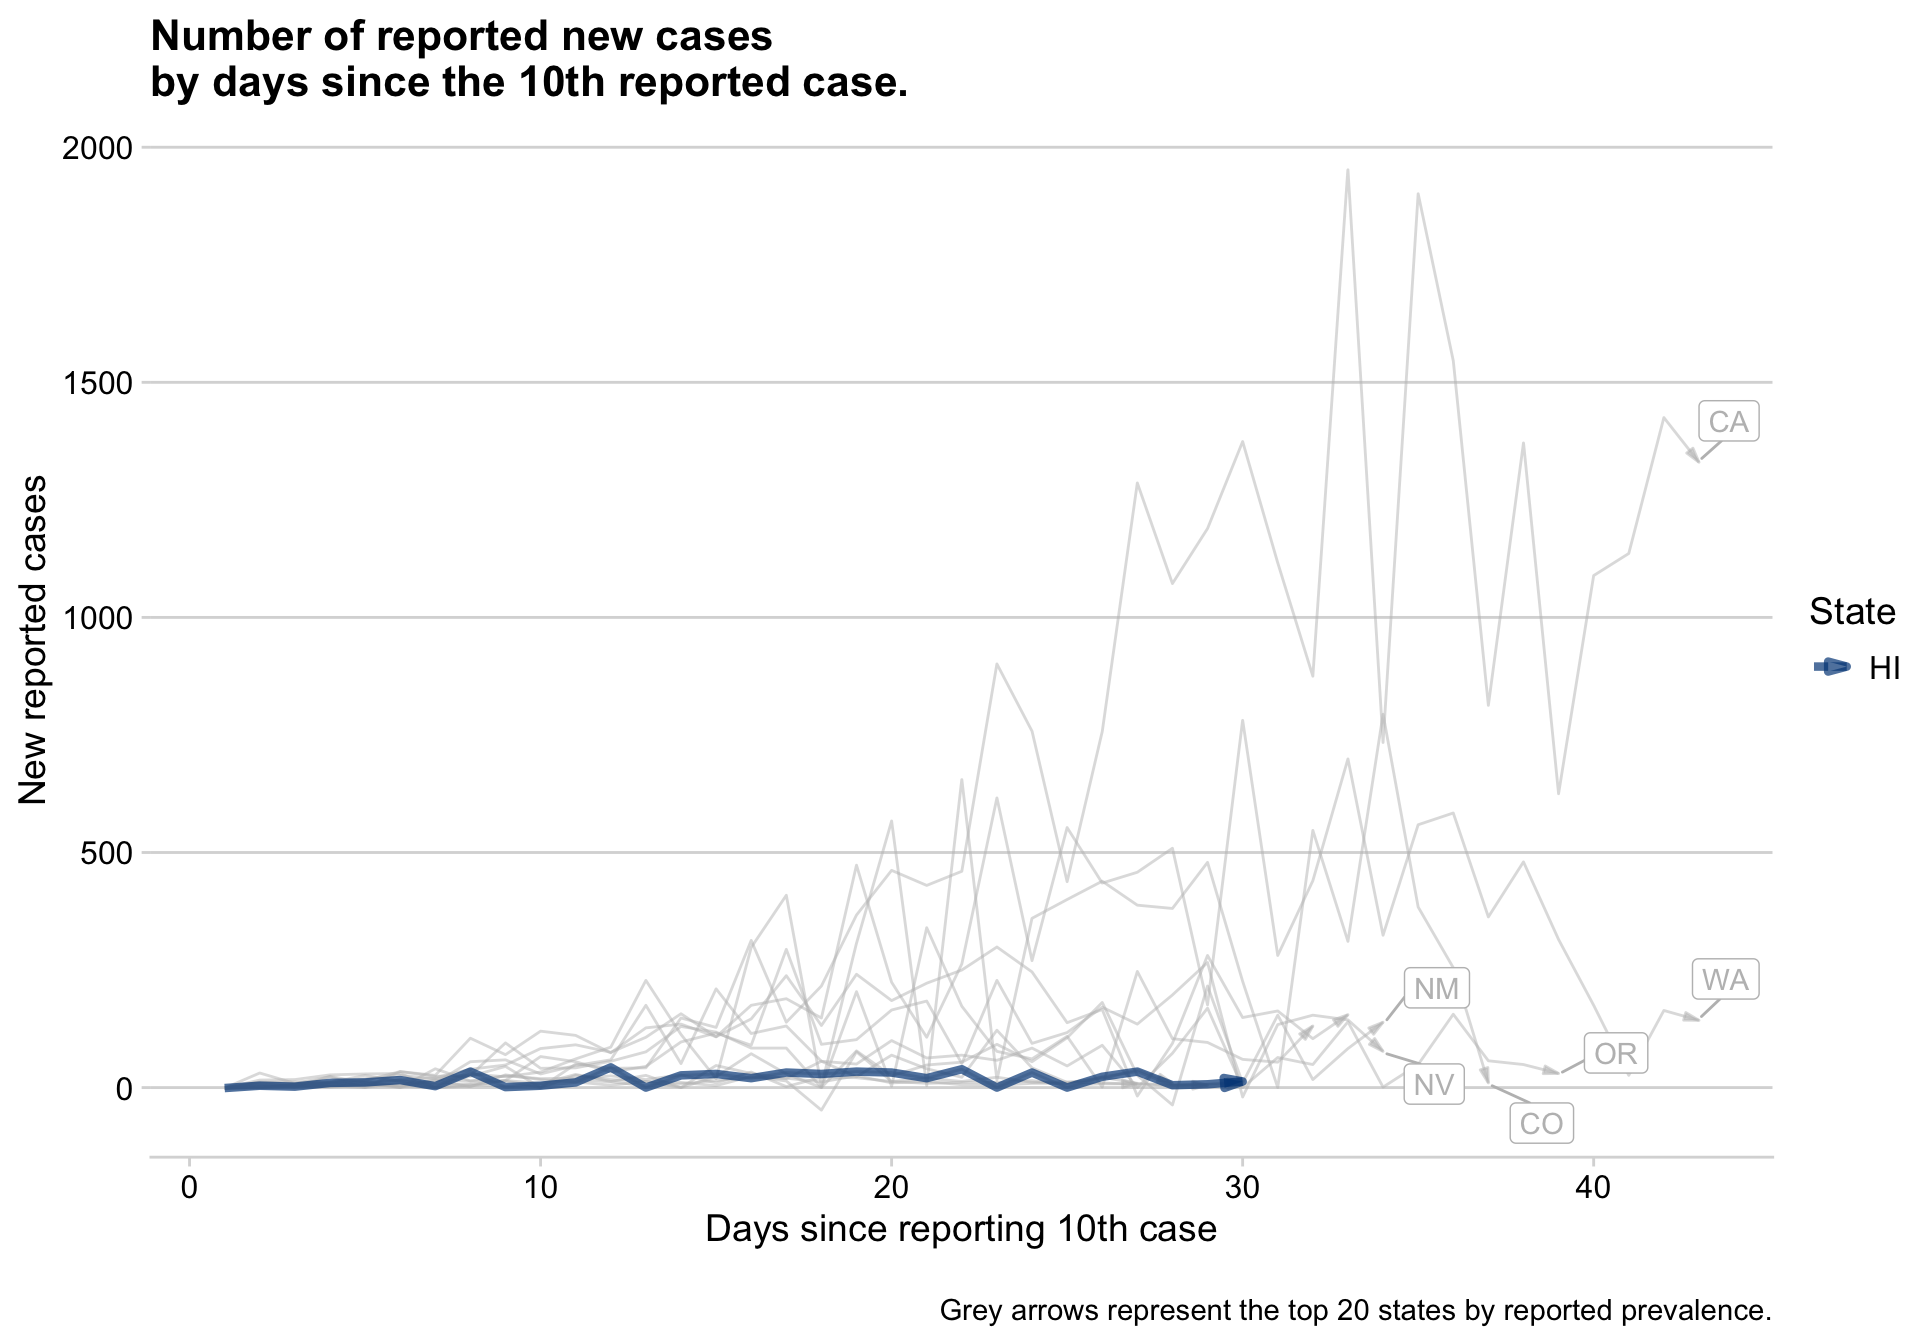 Number of reported new cases
by days since the 10th reported case.
2000
1500
1000
500
0
New reported cases
CA
NM
WA
OR
NV
CO
State
HI
0 10 20 30 40
Days since reporting 10th case
Grey arrows represent the top 20 states by reported prevalence.